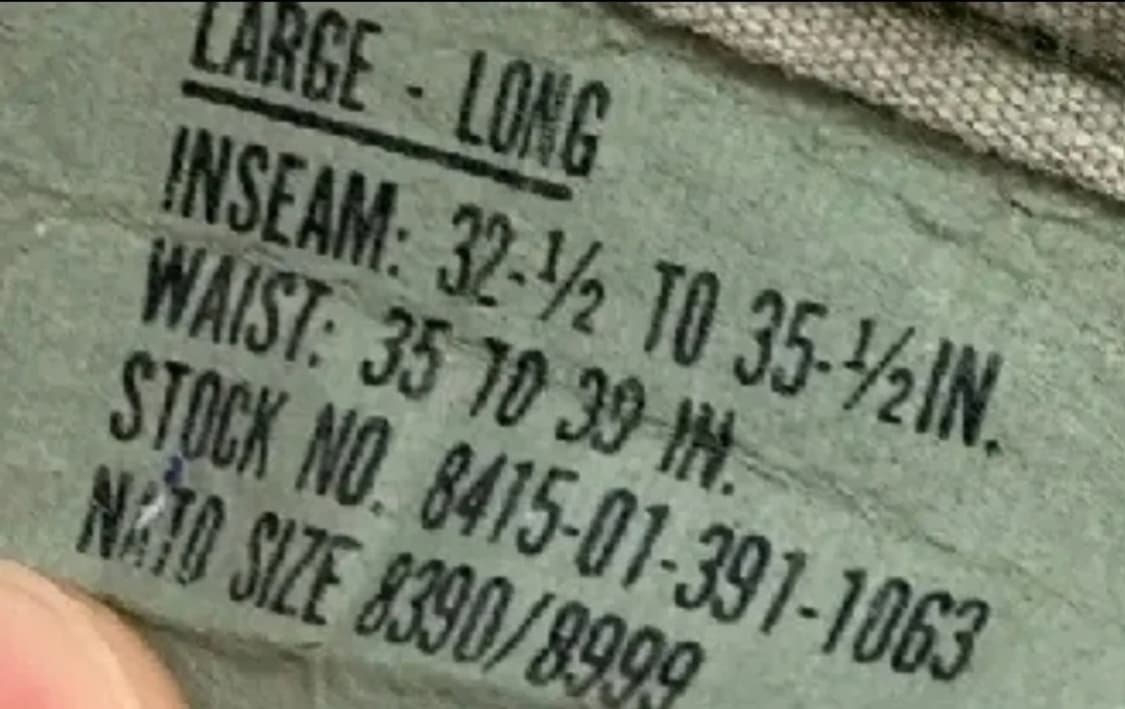 LARGE - LONG
INSEAM: 32-1/2 TO 35-1/2 IN.
WAIST: 35 TO 39 IN.
STOCK NO. 8415-01-391-1063
NATO SIZE 8390/8999